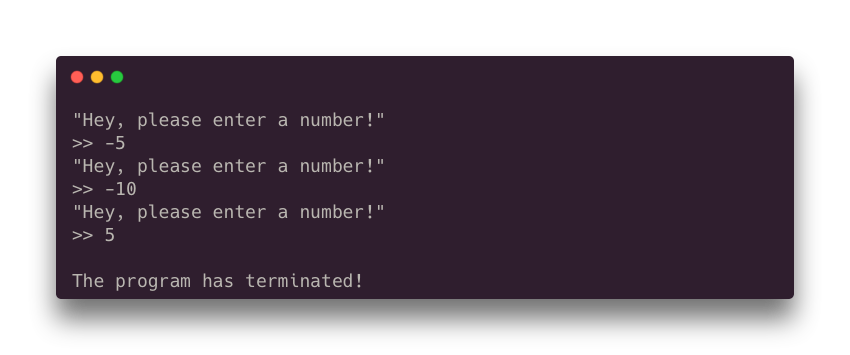 "Hey, please enter a number!"
>> -5
"Hey, please enter a number!"
>> -10
"Hey, please enter a number!"
>> 5
The program has terminated!